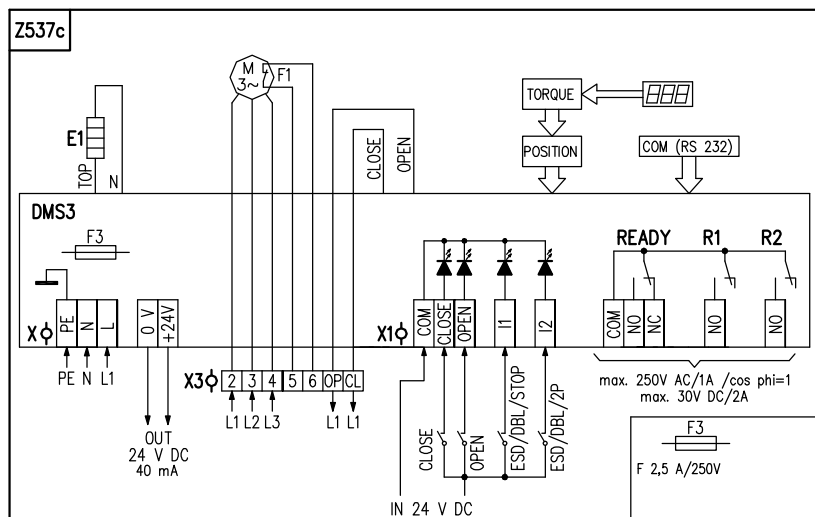 Z537c
M
3~
F1
E1
TOP
N
CLOSE
OPEN
TORQUE
POSITION
COM (RS 232)
DMS3
F3
READY
R1
R2
X
PE
N
L
0 V
+24V
X1
COM
CLOSE
OPEN
I1
I2
COM
NO
NC
NO
NO
PE N L1
X3
2 3 4 5 6 OP CL
L1 L2 L3
L1 L1
OUT
24 V DC
40 mA
CLOSE
OPEN
ESD/DBL/STOP
ESD/DBL/2P
IN 24 V DC
max. 250V AC/1A /cos phi=1
max. 30V DC/2A
F3
F 2,5 A/250V